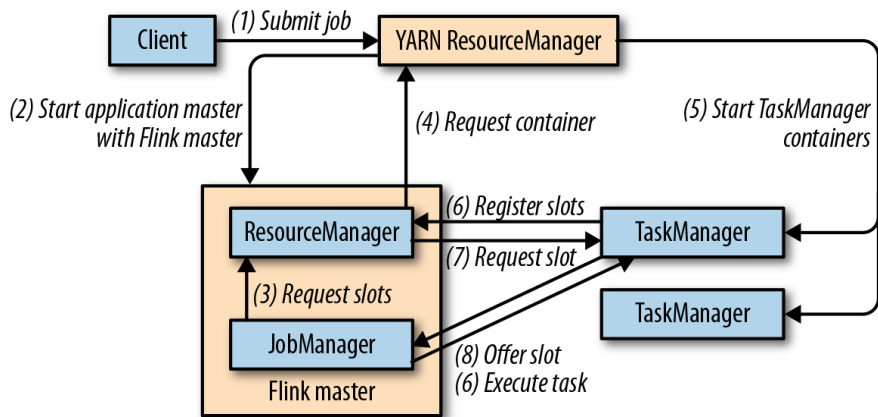 (1) Submit job
Client
YARN ResourceManager
(2) Start application master
with Flink master
(4) Request container
(5) Start TaskManager
containers
(6) Register slots
ResourceManager
TaskManager
(7) Request slot
(3) Request slots
TaskManager
JobManager
(8) Offer slot
(6) Execute task
Flink master